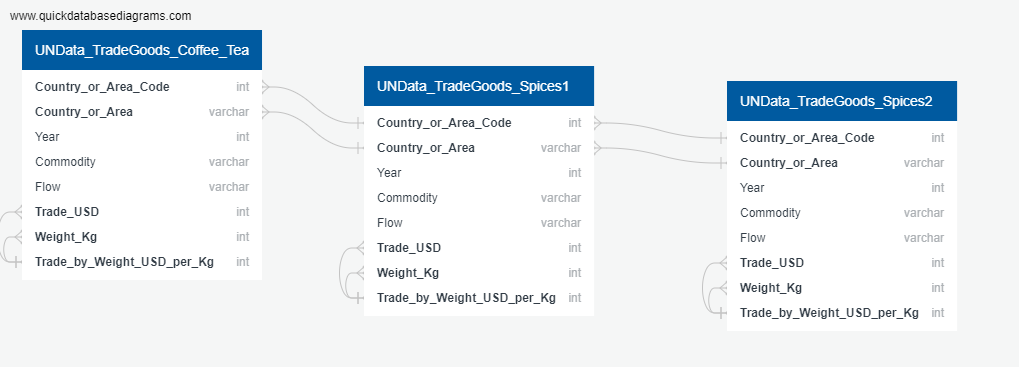 www.quickdatabasediagrams.com
UNData_TradeGoods_Coffee_Tea
Country_or_Area_Code int
Country_or_Area varchar
Year int
Commodity varchar
Flow varchar
Trade_USD int
Weight_Kg int
Trade_by_Weight_USD_per_Kg int
UNData_TradeGoods_Spices1
Country_or_Area_Code int
Country_or_Area varchar
Year int
Commodity varchar
Flow varchar
Trade_USD int
Weight_Kg int
Trade_by_Weight_USD_per_Kg int
UNData_TradeGoods_Spices2
Country_or_Area_Code int
Country_or_Area varchar
Year int
Commodity varchar
Flow varchar
Trade_USD int
Weight_Kg int
Trade_by_Weight_USD_per_Kg int